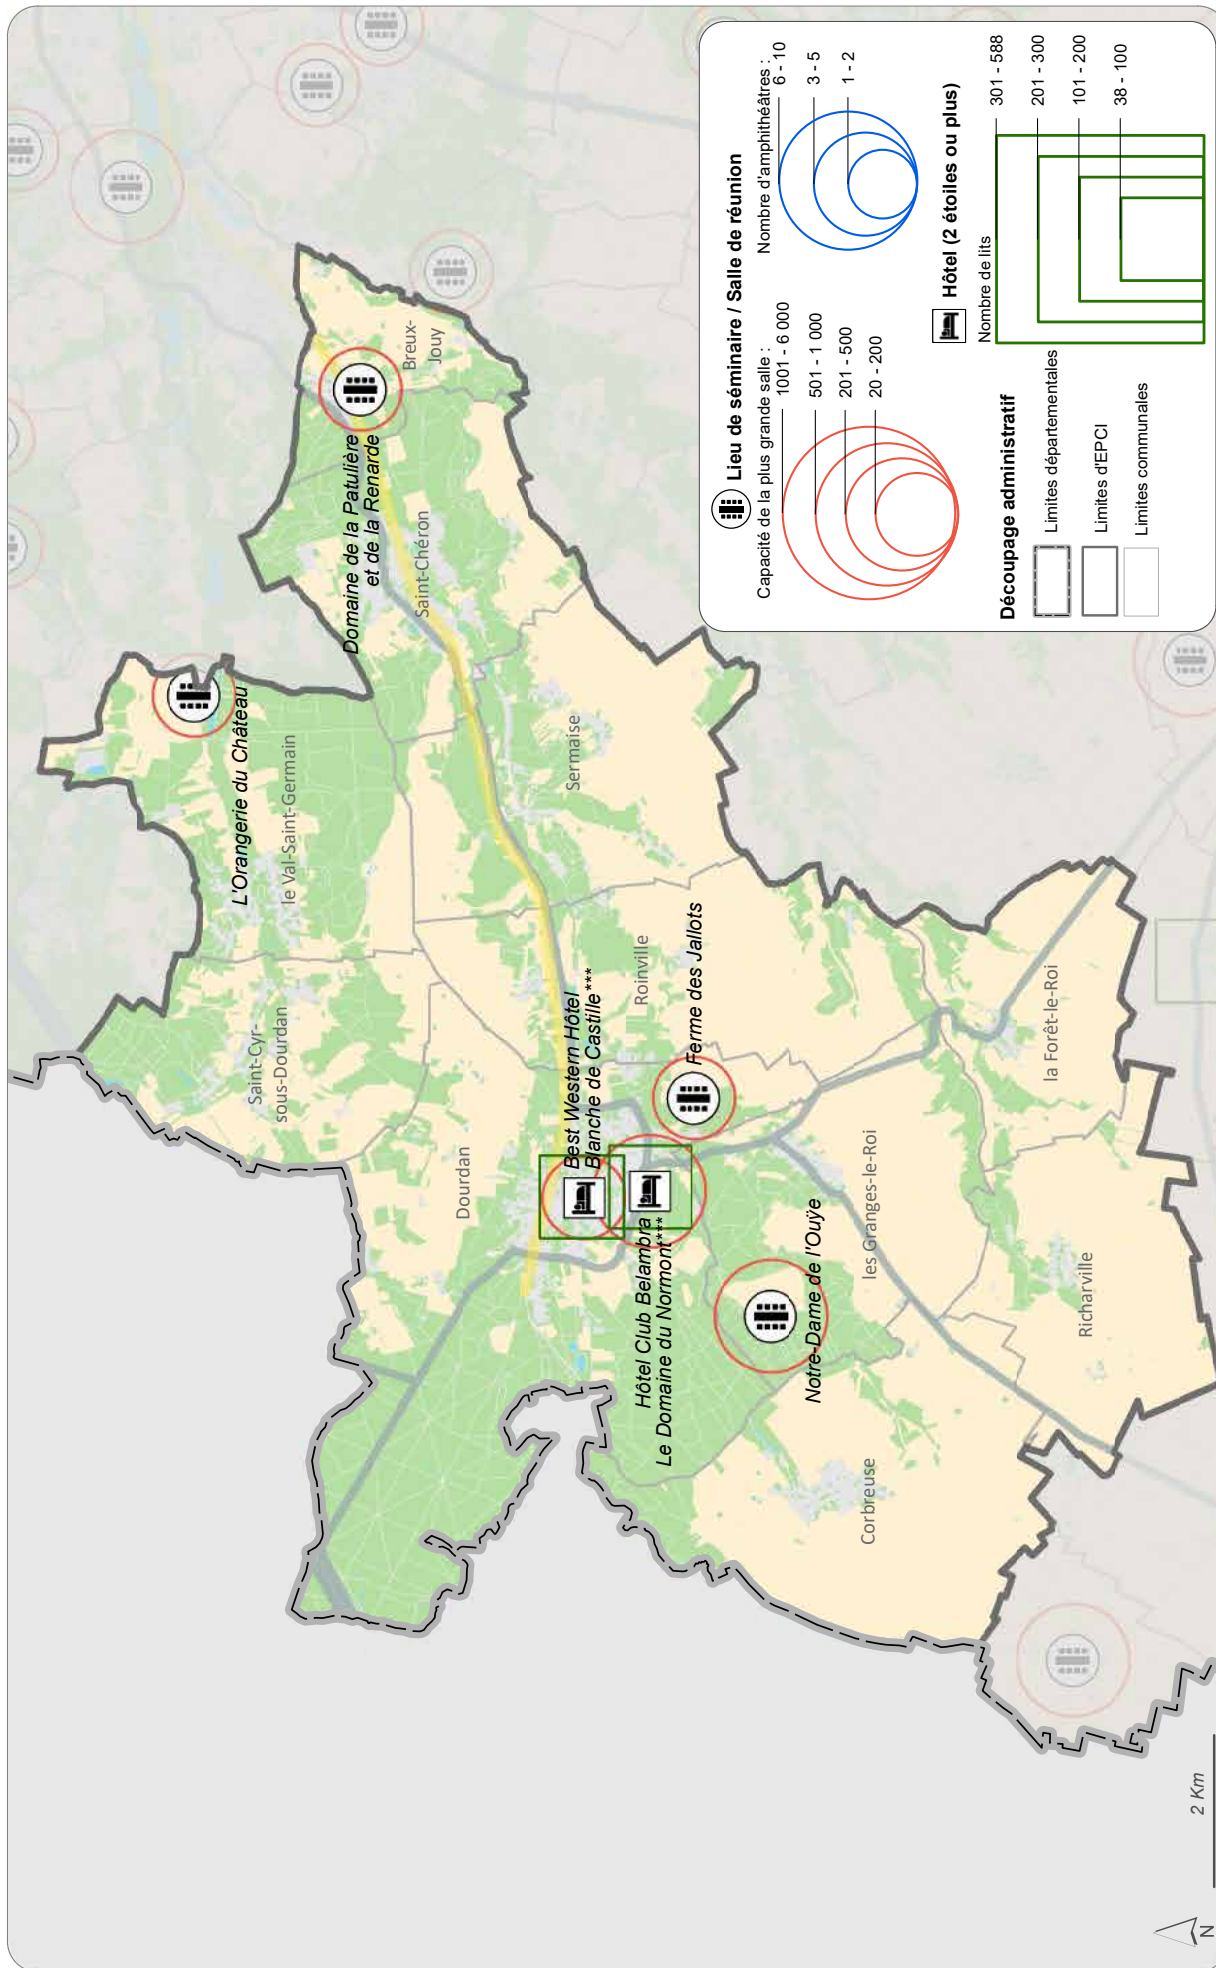 L'Orangerie du Château
le Val-Saint-Germain
Saint-Cyr-
sous-Dourdan
Domaine de la Patulière
et de la Renarde
Breux-
Jouy
Saint-Chéron
Dourdan
Sermaise
Best Western Hôtel
Blanche de Castille***
Roinville
Hôtel Club Belambra
Le Domaine du Normont***
Ferme des Jallots
Notre-Dame de l'Ouÿe
les Granges-le-Roi
Corbreuse
la Forêt-le-Roi
Richarville
Lieu de séminaire / Salle de réunion
Capacité de la plus grande salle :
1001 - 6 000
501 - 1 000
201 - 500
20 - 200
Nombre d'amphithéâtres :
6 - 10
3 - 5
1 - 2
Hôtel (2 étoiles ou plus)
Nombre de lits
301 - 588
201 - 300
101 - 200
38 - 100
Découpage administratif
Limites départementales
Limites d'EPCI
Limites communales
N
2 Km